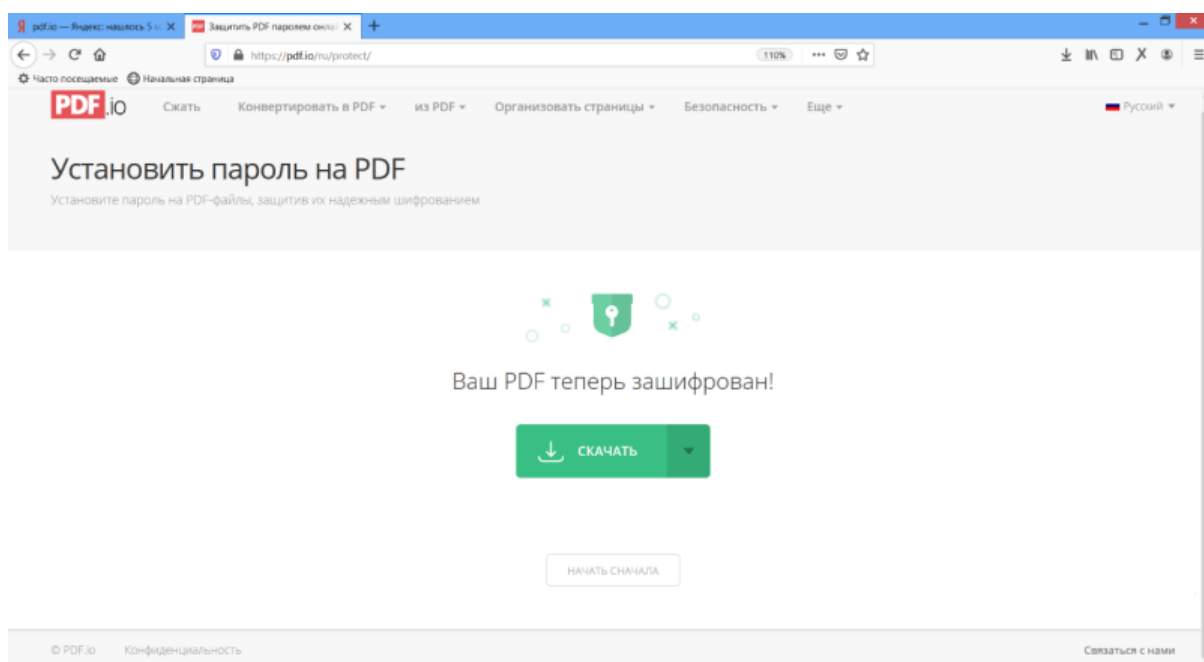 pdf.io — Яндекс: нашлось 5 м
Защитить PDF паролем онла
https://pdf.io/ru/protect/
110%
Часто посещаемые Начальная страница
PDF.io Сжать Конвертировать в PDF из PDF Организовать страницы Безопасность Еще Русский
Установить пароль на PDF
Установите пароль на PDF-файлы, защитив их надежным шифрованием
Ваш PDF теперь зашифрован!
СКАЧАТЬ
НАЧАТЬ СНАЧАЛА
© PDF.io Конфиденциальность Связаться с нами